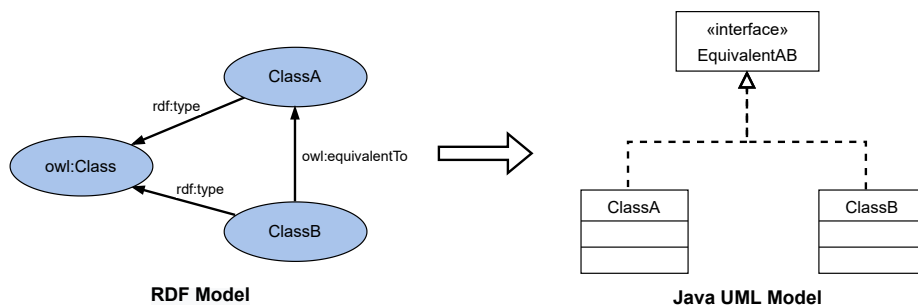 ClassA
rdf:type
owl:Class
owl:equivalentTo
rdf:type
ClassB
RDF Model
«interface»
EquivalentAB
ClassA
ClassB
Java UML Model